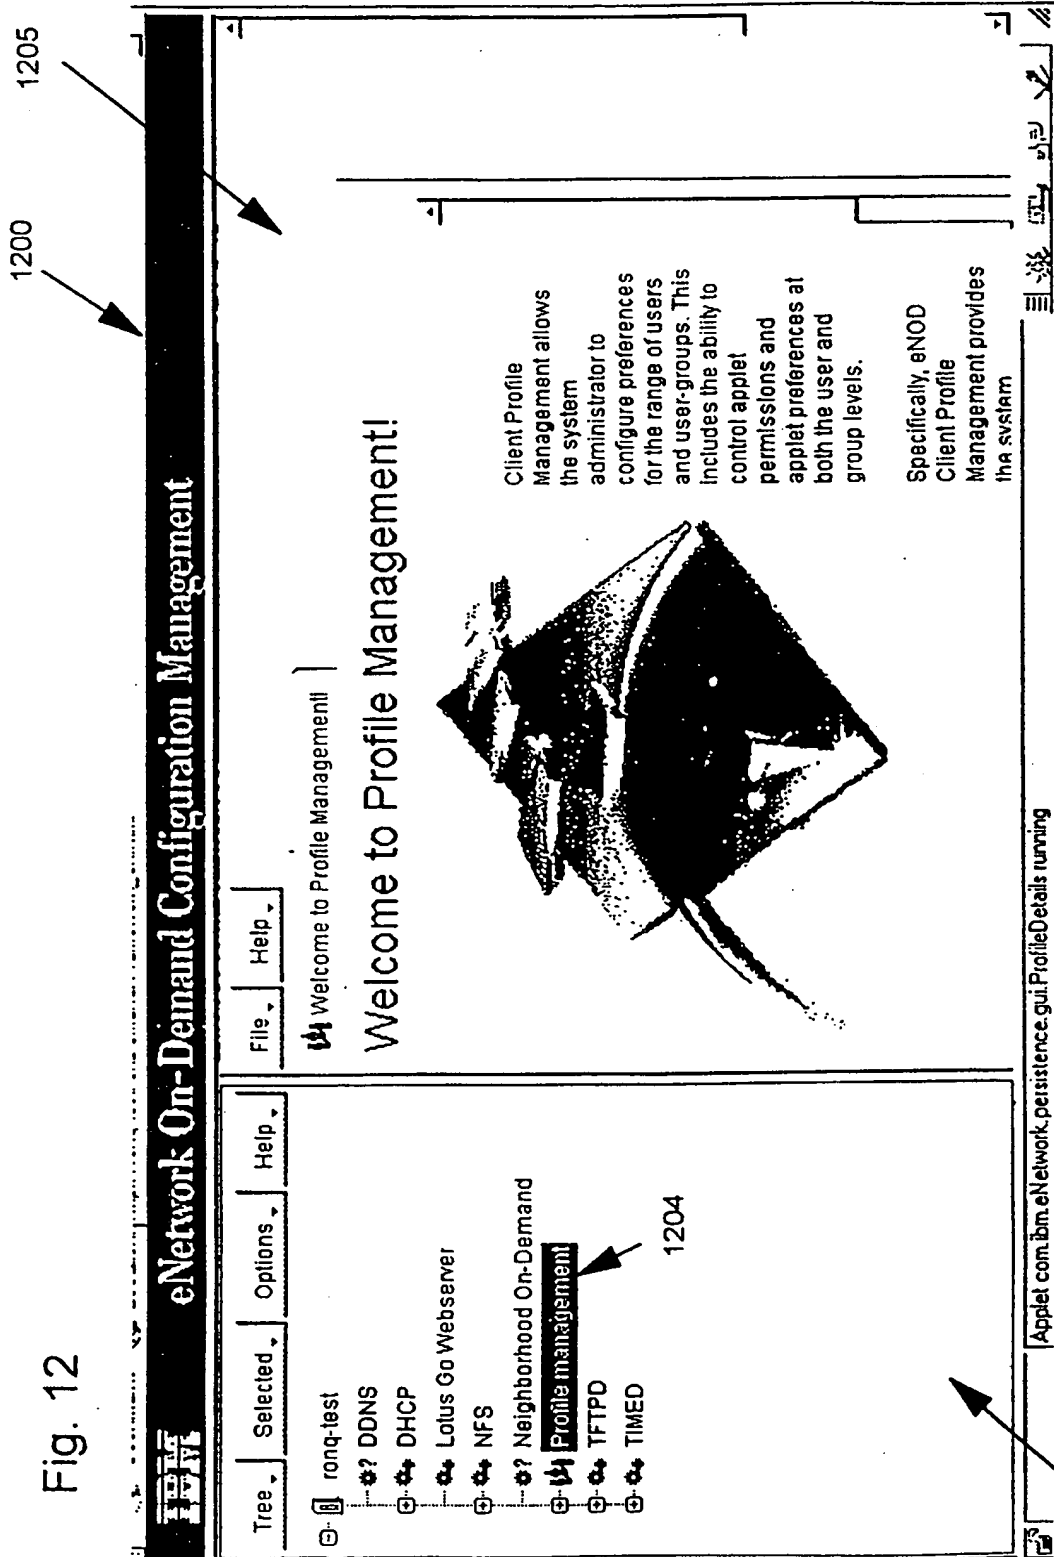 Fig. 12
1200
1205
IBM
eNetwork On-Demand Configuration Management
Tree
Selected
Options
Help
ronq-test
? DDNS
DHCP
Lotus Go Webserver
NFS
? Neighborhood On-Demand
Profile management
TFTPD
TIMED
1204
File
Help
Welcome to Profile Management!
Welcome to Profile Management!
Client Profile
Management allows
the system
administrator to
configure preferences
for the range of users
and user-groups. This
includes the ability to
control applet
permissions and
applet preferences at
both the user and
group levels.
Specifically, eNOD
Client Profile
Management provides
the system
Applet com.ibm.eNetwork.persistence.gui.ProfileDetails running